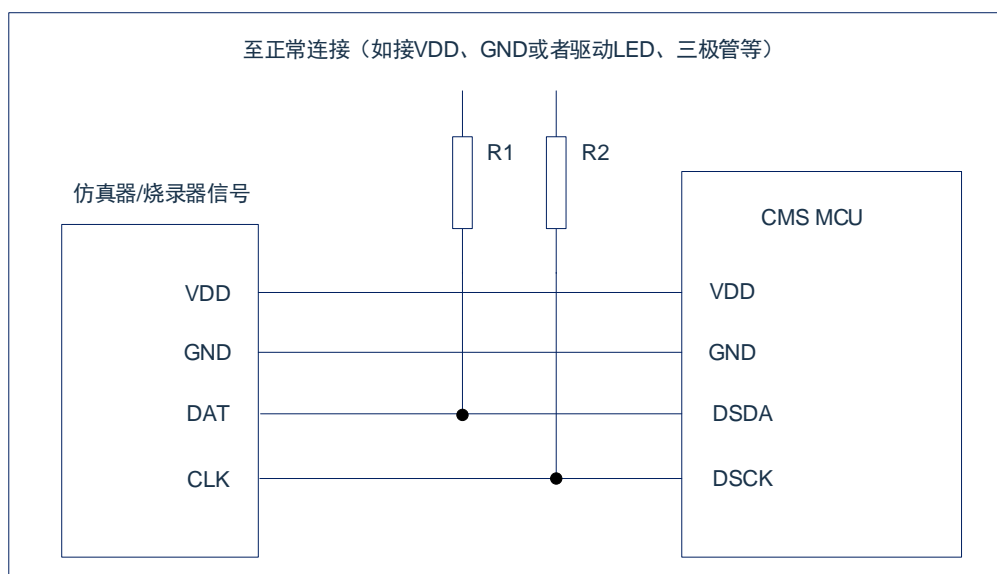 至正常连接（如接VDD、GND或者驱动LED、三极管等）
R1
R2
仿真器/烧录器信号
CMS MCU
VDD
VDD
GND
GND
DAT
DSDA
CLK
DSCK